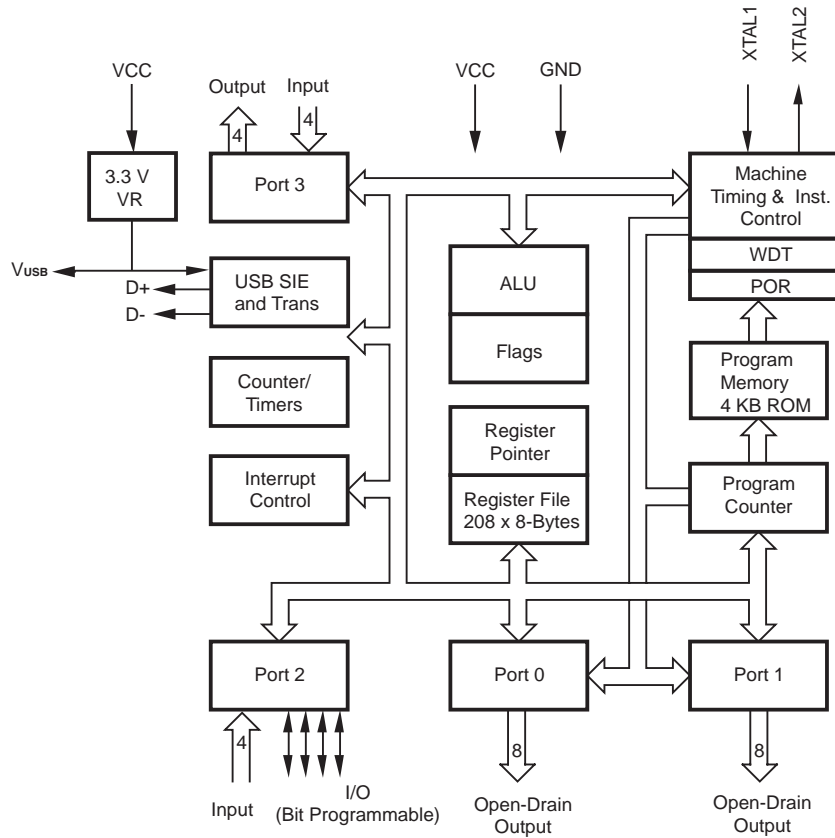 XTAL1
XTAL2
VCC
Output
Input
VCC
GND
4
4
3.3 V
VR
Port 3
Machine
Timing & Inst.
Control
WDT
POR
VUSB
D+
D-
USB SIE
and Trans
ALU
Flags
Counter/
Timers
Program
Memory
4 KB ROM
Register
Pointer
Interrupt
Control
Register File
208 x 8-Bytes
Program
Counter
Port 2
Port 0
Port 1
4
8
8
Input
I/O
(Bit Programmable)
Open-Drain
Output
Open-Drain
Output